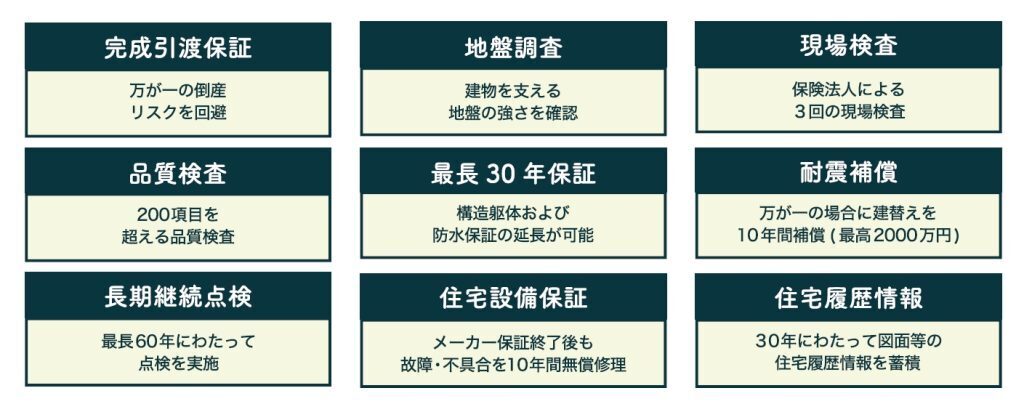 完成引渡保証
万が一の倒産
リスクを回避
地盤調査
建物を支える
地盤の強さを確認
現場検査
保険法人による
3回の現場検査
品質検査
200項目を
超える品質検査
最長30年保証
構造躯体および
防水保証の延長が可能
耐震補償
万が一の場合に建替えを
10年間補償(最高2000万円)
長期継続点検
最長60年にわたって
点検を実施
住宅設備保証
メーカー保証終了後も
故障・不具合を10年間無償修理
住宅履歴情報
30年にわたって図面等の
住宅履歴情報を蓄積